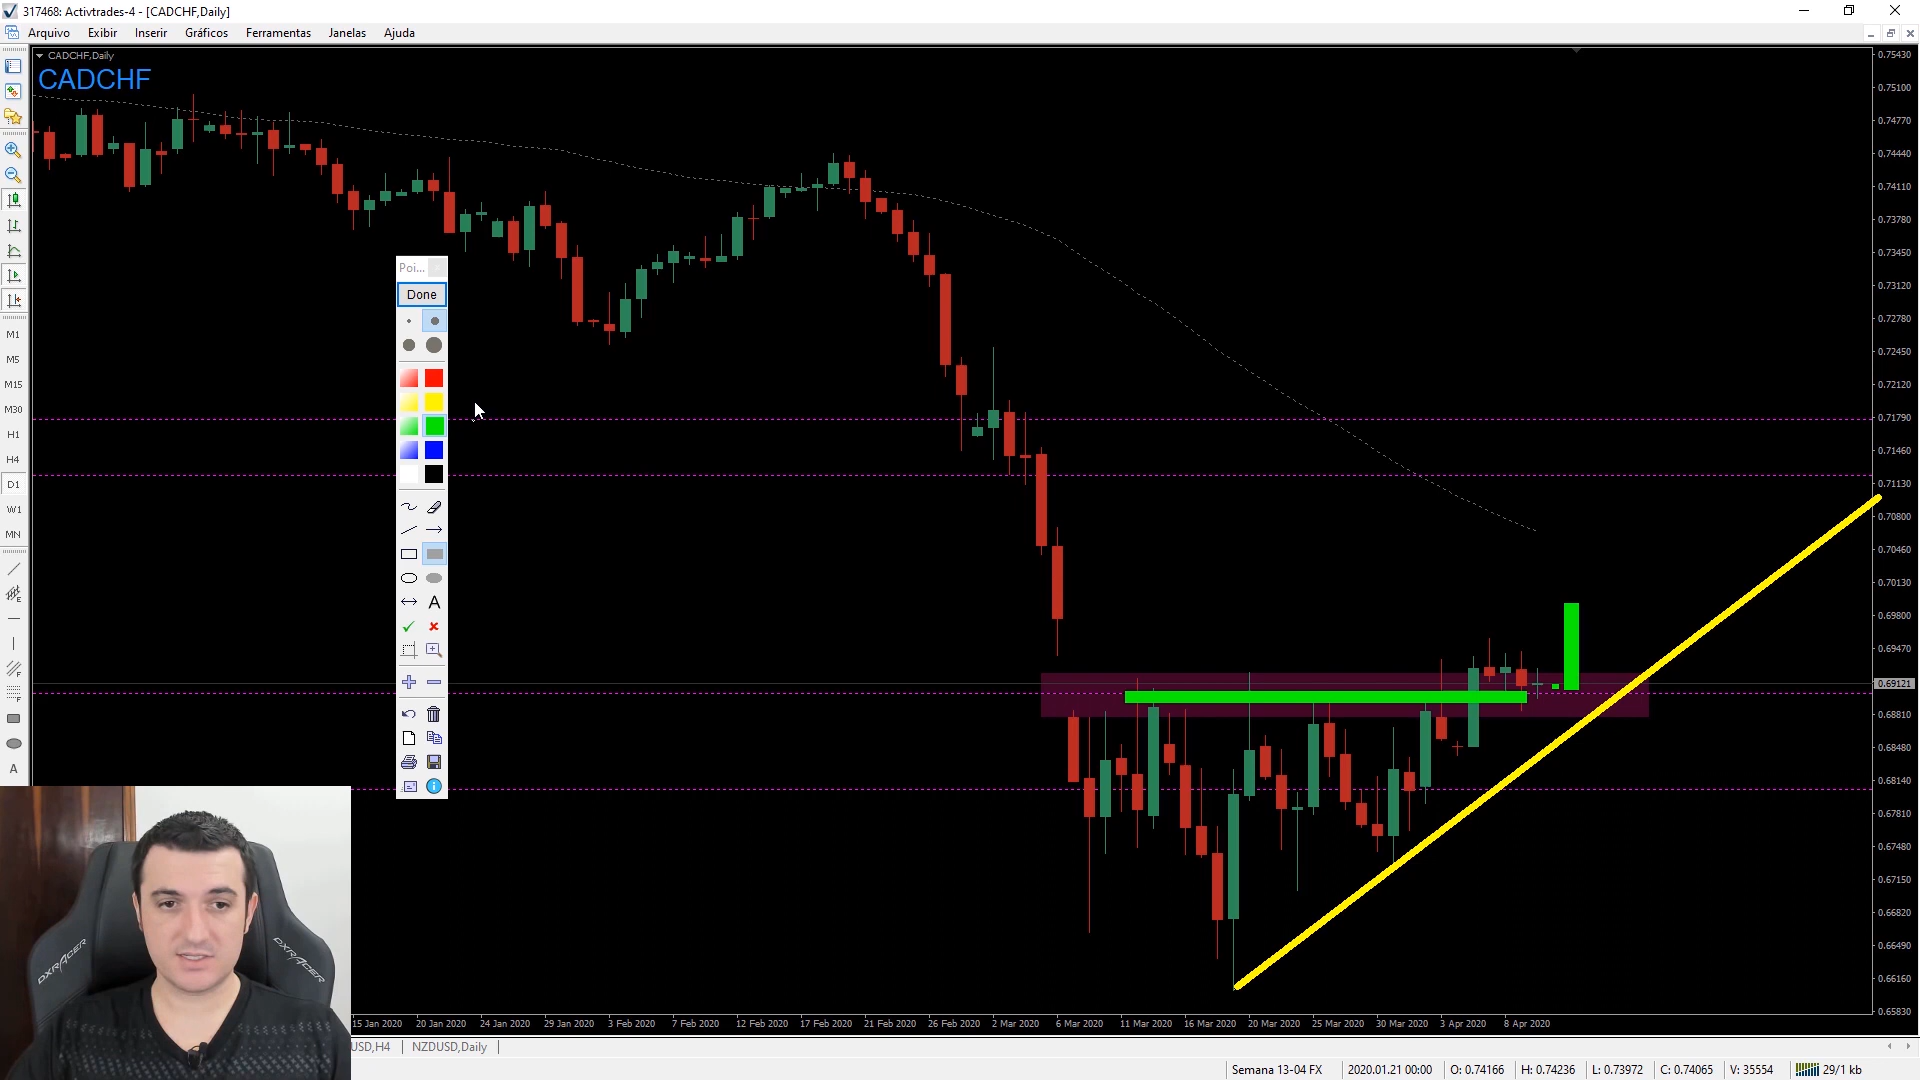 317468: Activtrades-4 - [CADCHF,Daily]
Arquivo Exibir Inserir Gráficos Ferramentas Janelas Ajuda
CADCHF,Daily
CADCHF
0.75430
0.75100
0.74770
0.74440
0.74110
0.73780
0.73450
0.73120
0.72780
0.72450
0.72120
0.71790
0.71460
0.71130
0.70800
0.70460
0.70130
0.69800
0.69470
0.69121
0.68810
0.68480
0.68140
0.67810
0.67480
0.67150
0.66820
0.66490
0.66160
0.65830
M1
M5
M15
M30
H1
H4
D1
W1
MN
A
Poi...
Done
A
DXRACER
DXRACER
15 Jan 2020 20 Jan 2020 24 Jan 2020 29 Jan 2020 3 Feb 2020 7 Feb 2020 12 Feb 2020 17 Feb 2020 21 Feb 2020 26 Feb 2020 2 Mar 2020 6 Mar 2020 11 Mar 2020 16 Mar 2020 20 Mar 2020 25 Mar 2020 30 Mar 2020 3 Apr 2020 8 Apr 2020
USD,H4 NZDUSD,Daily
Semana 13-04 FX 2020.01.21 00:00 O: 0.74166 H: 0.74236 L: 0.73972 C: 0.74065 V: 35554 29/1 kb